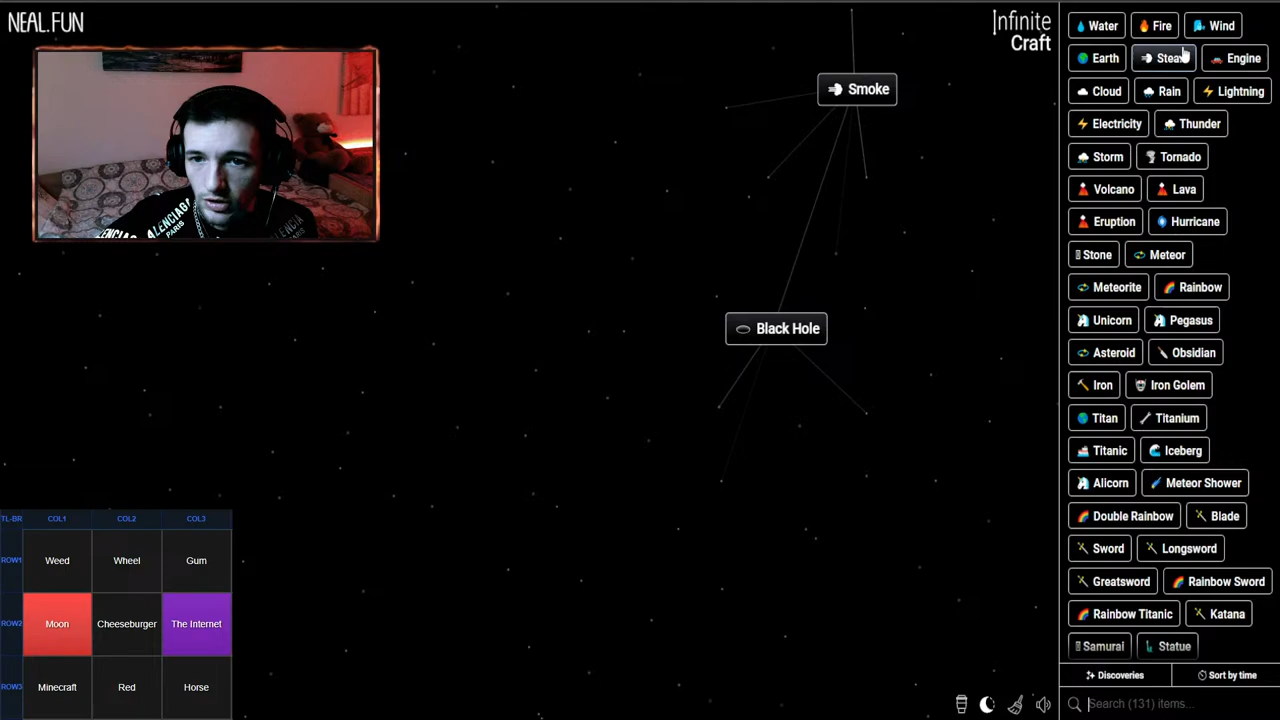 NEAL.FUN
Infinite
Craft
Smoke
Black Hole
BALENCIAGA
PARIS
TL-BR COL1 COL2 COL3
ROW1 Weed Wheel Gum
ROW2 Moon Cheeseburger The Internet
ROW3 Minecraft Red Horse
Water Fire Wind
Earth Engine
Cloud Rain Lightning
Electricity Thunder
Storm Tornado
Volcano Lava
Eruption Hurricane
Stone Meteor
Meteorite Rainbow
Unicorn Pegasus
Asteroid Obsidian
Iron Iron Golem
Titan Titanium
Titanic Iceberg
Alicorn Meteor Shower
Double Rainbow Blade
Sword Longsword
Greatsword Rainbow Sword
Rainbow Titanic Katana
Samurai Statue
Discoveries Sort by time
Search (131) items...